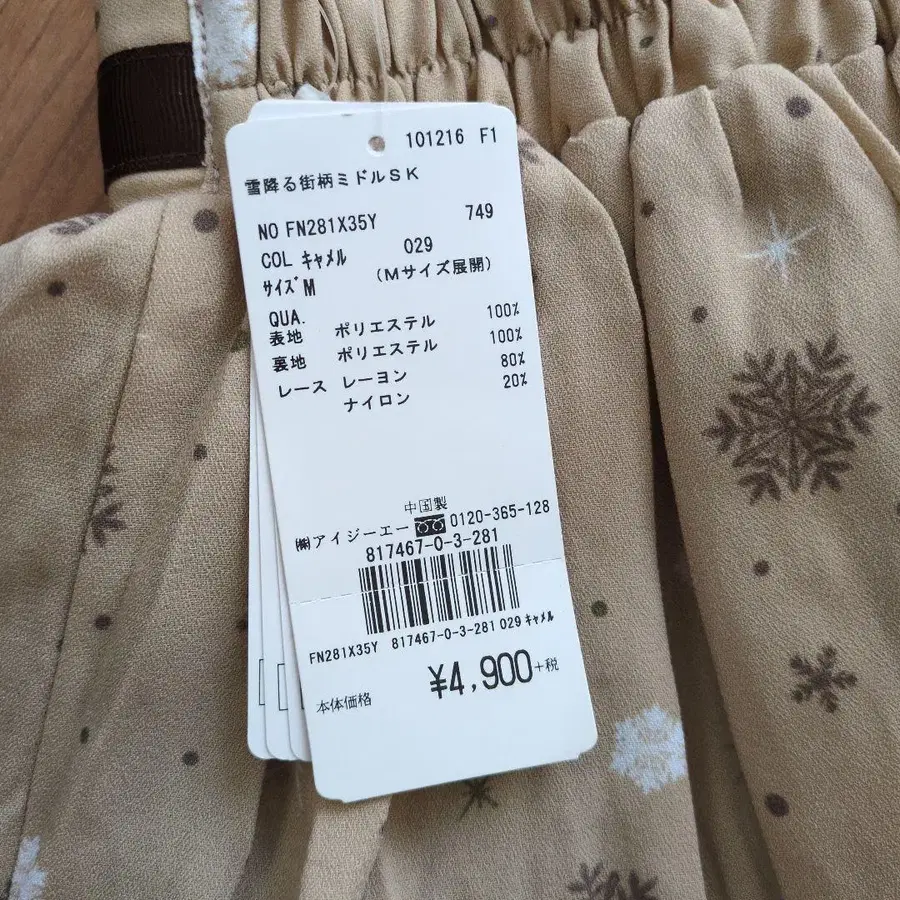 101216 F1
雪降る街柄ミドルSK
NO FN281X35Y 749
COL キャメル 029
サイズ M (Mサイズ展開)
QUA.
表地 ポリエステル 100%
裏地 ポリエステル 100%
レース レーヨン 80%
ナイロン 20%
中国製
㈱アイジーエー 0120-365-128
817467-0-3-281
FN281X35Y 817467-0-3-281 029 キャメル
本体価格 ¥4,900+税